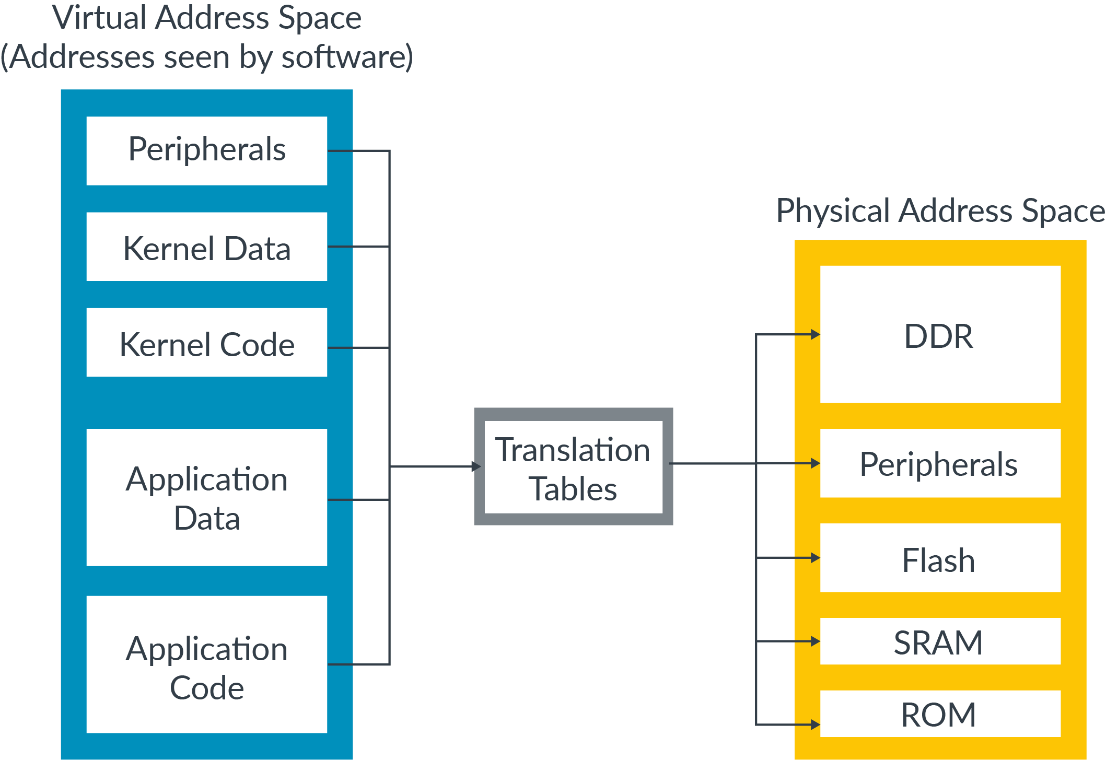 Virtual Address Space
(Addresses seen by software)
Peripherals
Kernel Data
Kernel Code
Application
Data
Application
Code
Translation
Tables
Physical Address Space
DDR
Peripherals
Flash
SRAM
ROM